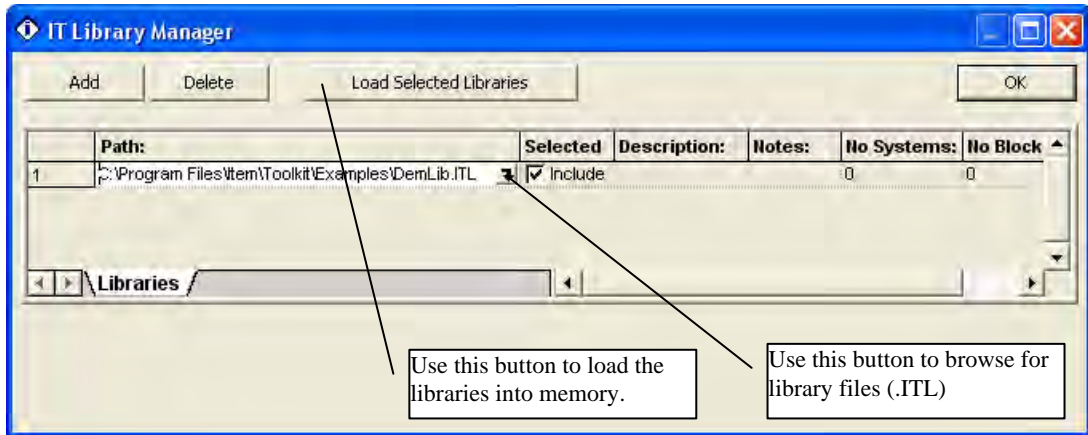 IT Library Manager
Add Delete Load Selected Libraries OK
Path: Selected Description: Notes: No Systems: No Block
1 C:\Program Files\Item\Toolkit\Examples\DemLib.ITL Include 0 0
Libraries
Use this button to load the
libraries into memory.
Use this button to browse for
library files (.ITL)